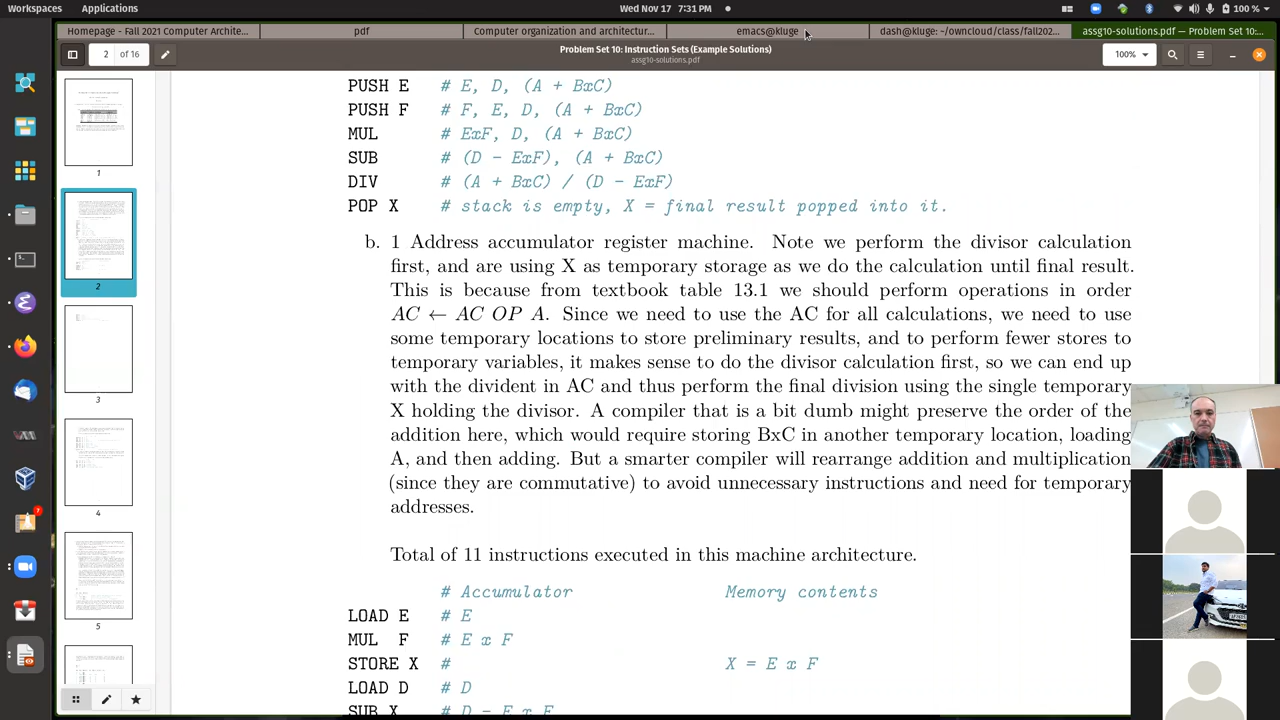 Workspaces Applications Wed Nov 17 7:31 PM 100 %
Homepage - Fall 2021 Computer Archite... pdf Computer organization and architectur... emacs@kluge dash@kluge: ~/owncloud/class/fall202... assg10-solutions.pdf — Problem Set 10:...
2 of 16 Problem Set 10: Instruction Sets (Example Solutions) 100%
assg10-solutions.pdf
PUSH E # E, D, (A + BxC)
PUSH F # F, E, D, (A + BxC)
MUL # ExF, D, (A + BxC)
SUB # (D - ExF), (A + BxC)
DIV # (A + BxC) / (D - ExF)
POP X # stack is empty, X = final result popped into it.
b. 1 Address accumulator register machine. Note we perform the divisor calculation
first, and are using X as temporary storage as we do the calculation until final result.
This is because from textbook table 13.1 we should perform operations in order
AC ← AC OP A. Since we need to use the AC for all calculations, we need to use
some temporary locations to store preliminary results, and to perform fewer stores to
temporary variables, it makes sense to do the divisor calculation first, so we can end up
with the divident in AC and thus perform the final division using the single temporary
X holding the divisor. A compiler that is a bit dumb might preserve the order of the
addition here, which would require storing BxC in another temporary location, loading
A, and then adding. But a smarter compiler will rearrange addition and multiplication
(since they are commutative) to avoid unnecessary instructions and need for temporary
addresses.
Total of 11 instructions executed in this machine architecture.
# Accumulator Memory contents
LOAD E # E
MUL F # E x F
STORE X # X = E x F
LOAD D # D
SUB X # D - E x F
1
2
3
4
5
7